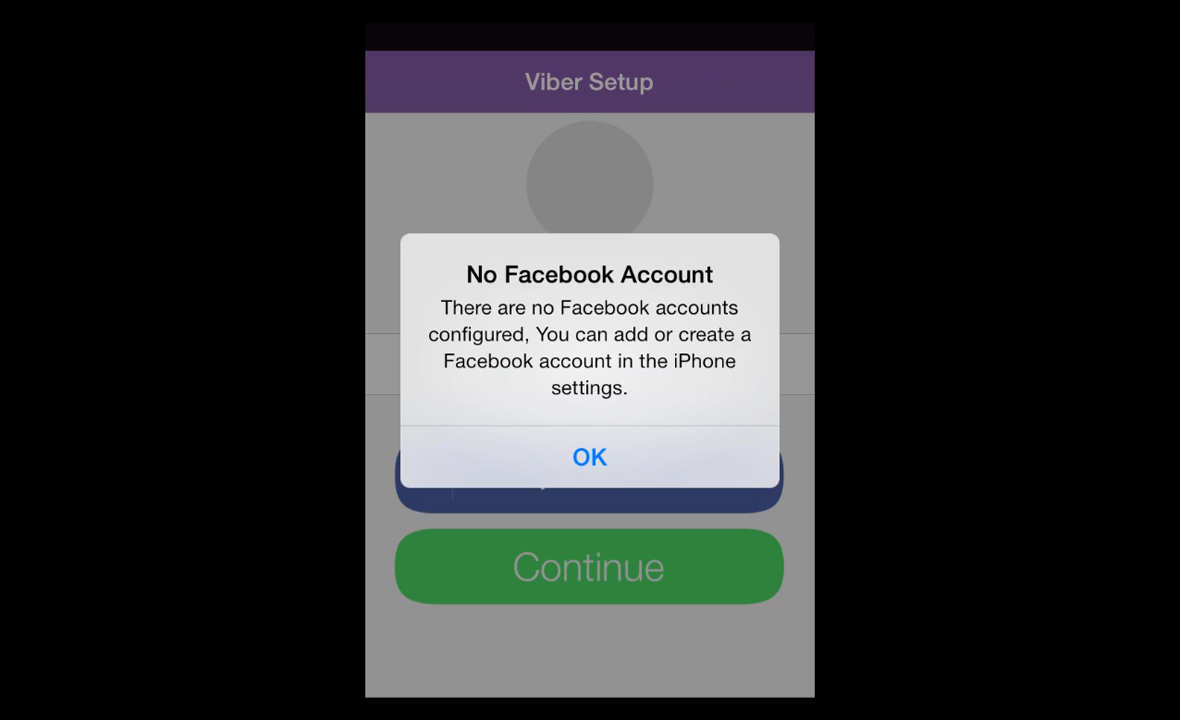 Viber Setup
No Facebook Account
There are no Facebook accounts
configured, You can add or create a
Facebook account in the iPhone
settings.
OK
Continue